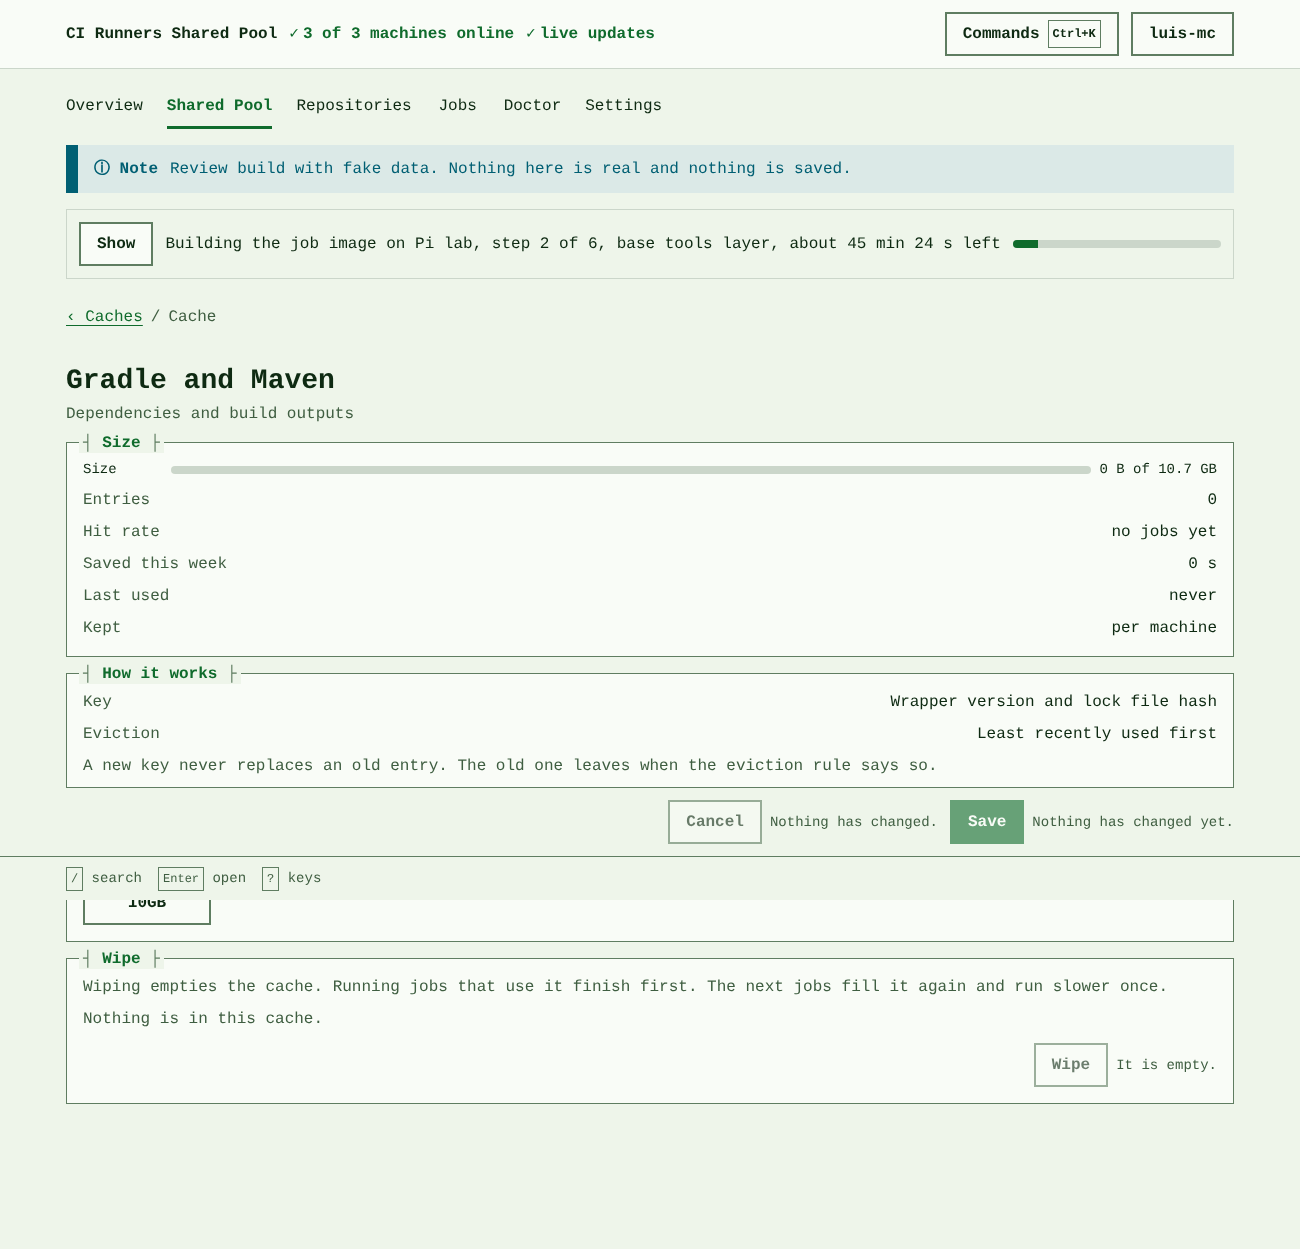 CI Runners Shared Pool ✓ 3 of 3 machines online ✓ live updates Commands Ctrl+K luis-mc
Overview Shared Pool Repositories Jobs Doctor Settings
ⓘ Note Review build with fake data. Nothing here is real and nothing is saved.
Show Building the job image on Pi lab, step 2 of 6, base tools layer, about 45 min 24 s left
‹ Caches / Cache
Gradle and Maven
Dependencies and build outputs
Size
Size 0 B of 10.7 GB
Entries 0
Hit rate no jobs yet
Saved this week 0 s
Last used never
Kept per machine
How it works
Key Wrapper version and lock file hash
Eviction Least recently used first
A new key never replaces an old entry. The old one leaves when the eviction rule says so.
Cancel Nothing has changed. Save Nothing has changed yet.
/ search Enter open ? keys
10GB
Wipe
Wiping empties the cache. Running jobs that use it finish first. The next jobs fill it again and run slower once.
Nothing is in this cache.
Wipe It is empty.